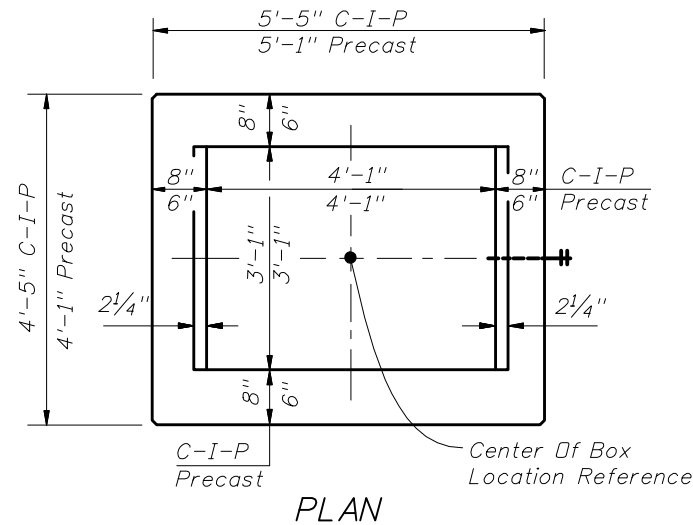 5'-5" C-I-P
5'-1" Precast
8"
6"
8"
6"
4'-1"
4'-1"
8"
6"
C-I-P
Precast
4'-5" C-I-P
4'-1" Precast
3'-1"
3'-1"
2¼"
2¼"
8"
6"
C-I-P
Precast
Center Of Box
Location Reference
PLAN